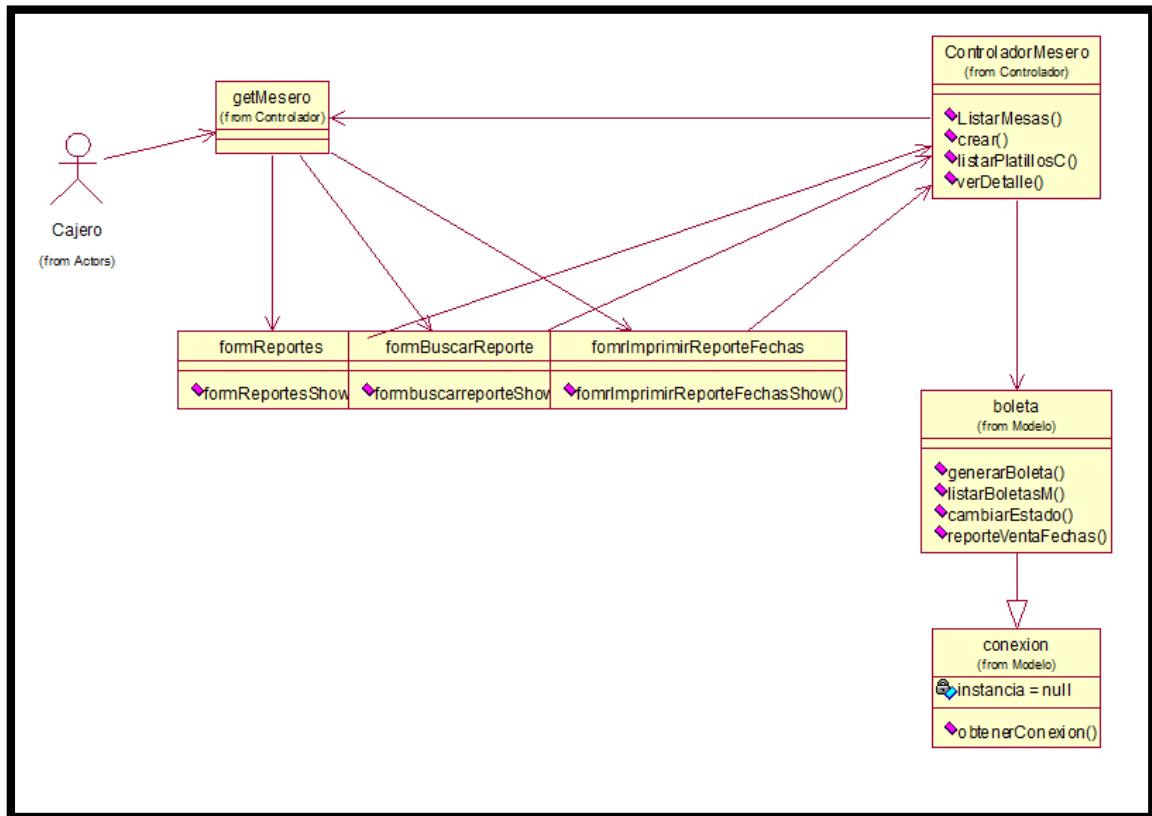 Cajero
(from Actors)
getMesero
(from Controlador)
ControladorMesero
(from Controlador)
ListarMesas()
crear()
listarPlatillosC()
verDetalle()
formReportes
formReportesShow
formBuscarReporte
formbuscarreporteShow
fomrImprimirReporteFechas
fomrImprimirReporteFechasShow()
boleta
(from Modelo)
generarBoleta()
listarBoletasM()
cambiarEstado()
reporteVentaFechas()
conexion
(from Modelo)
instancia = null
obtenerConexion()